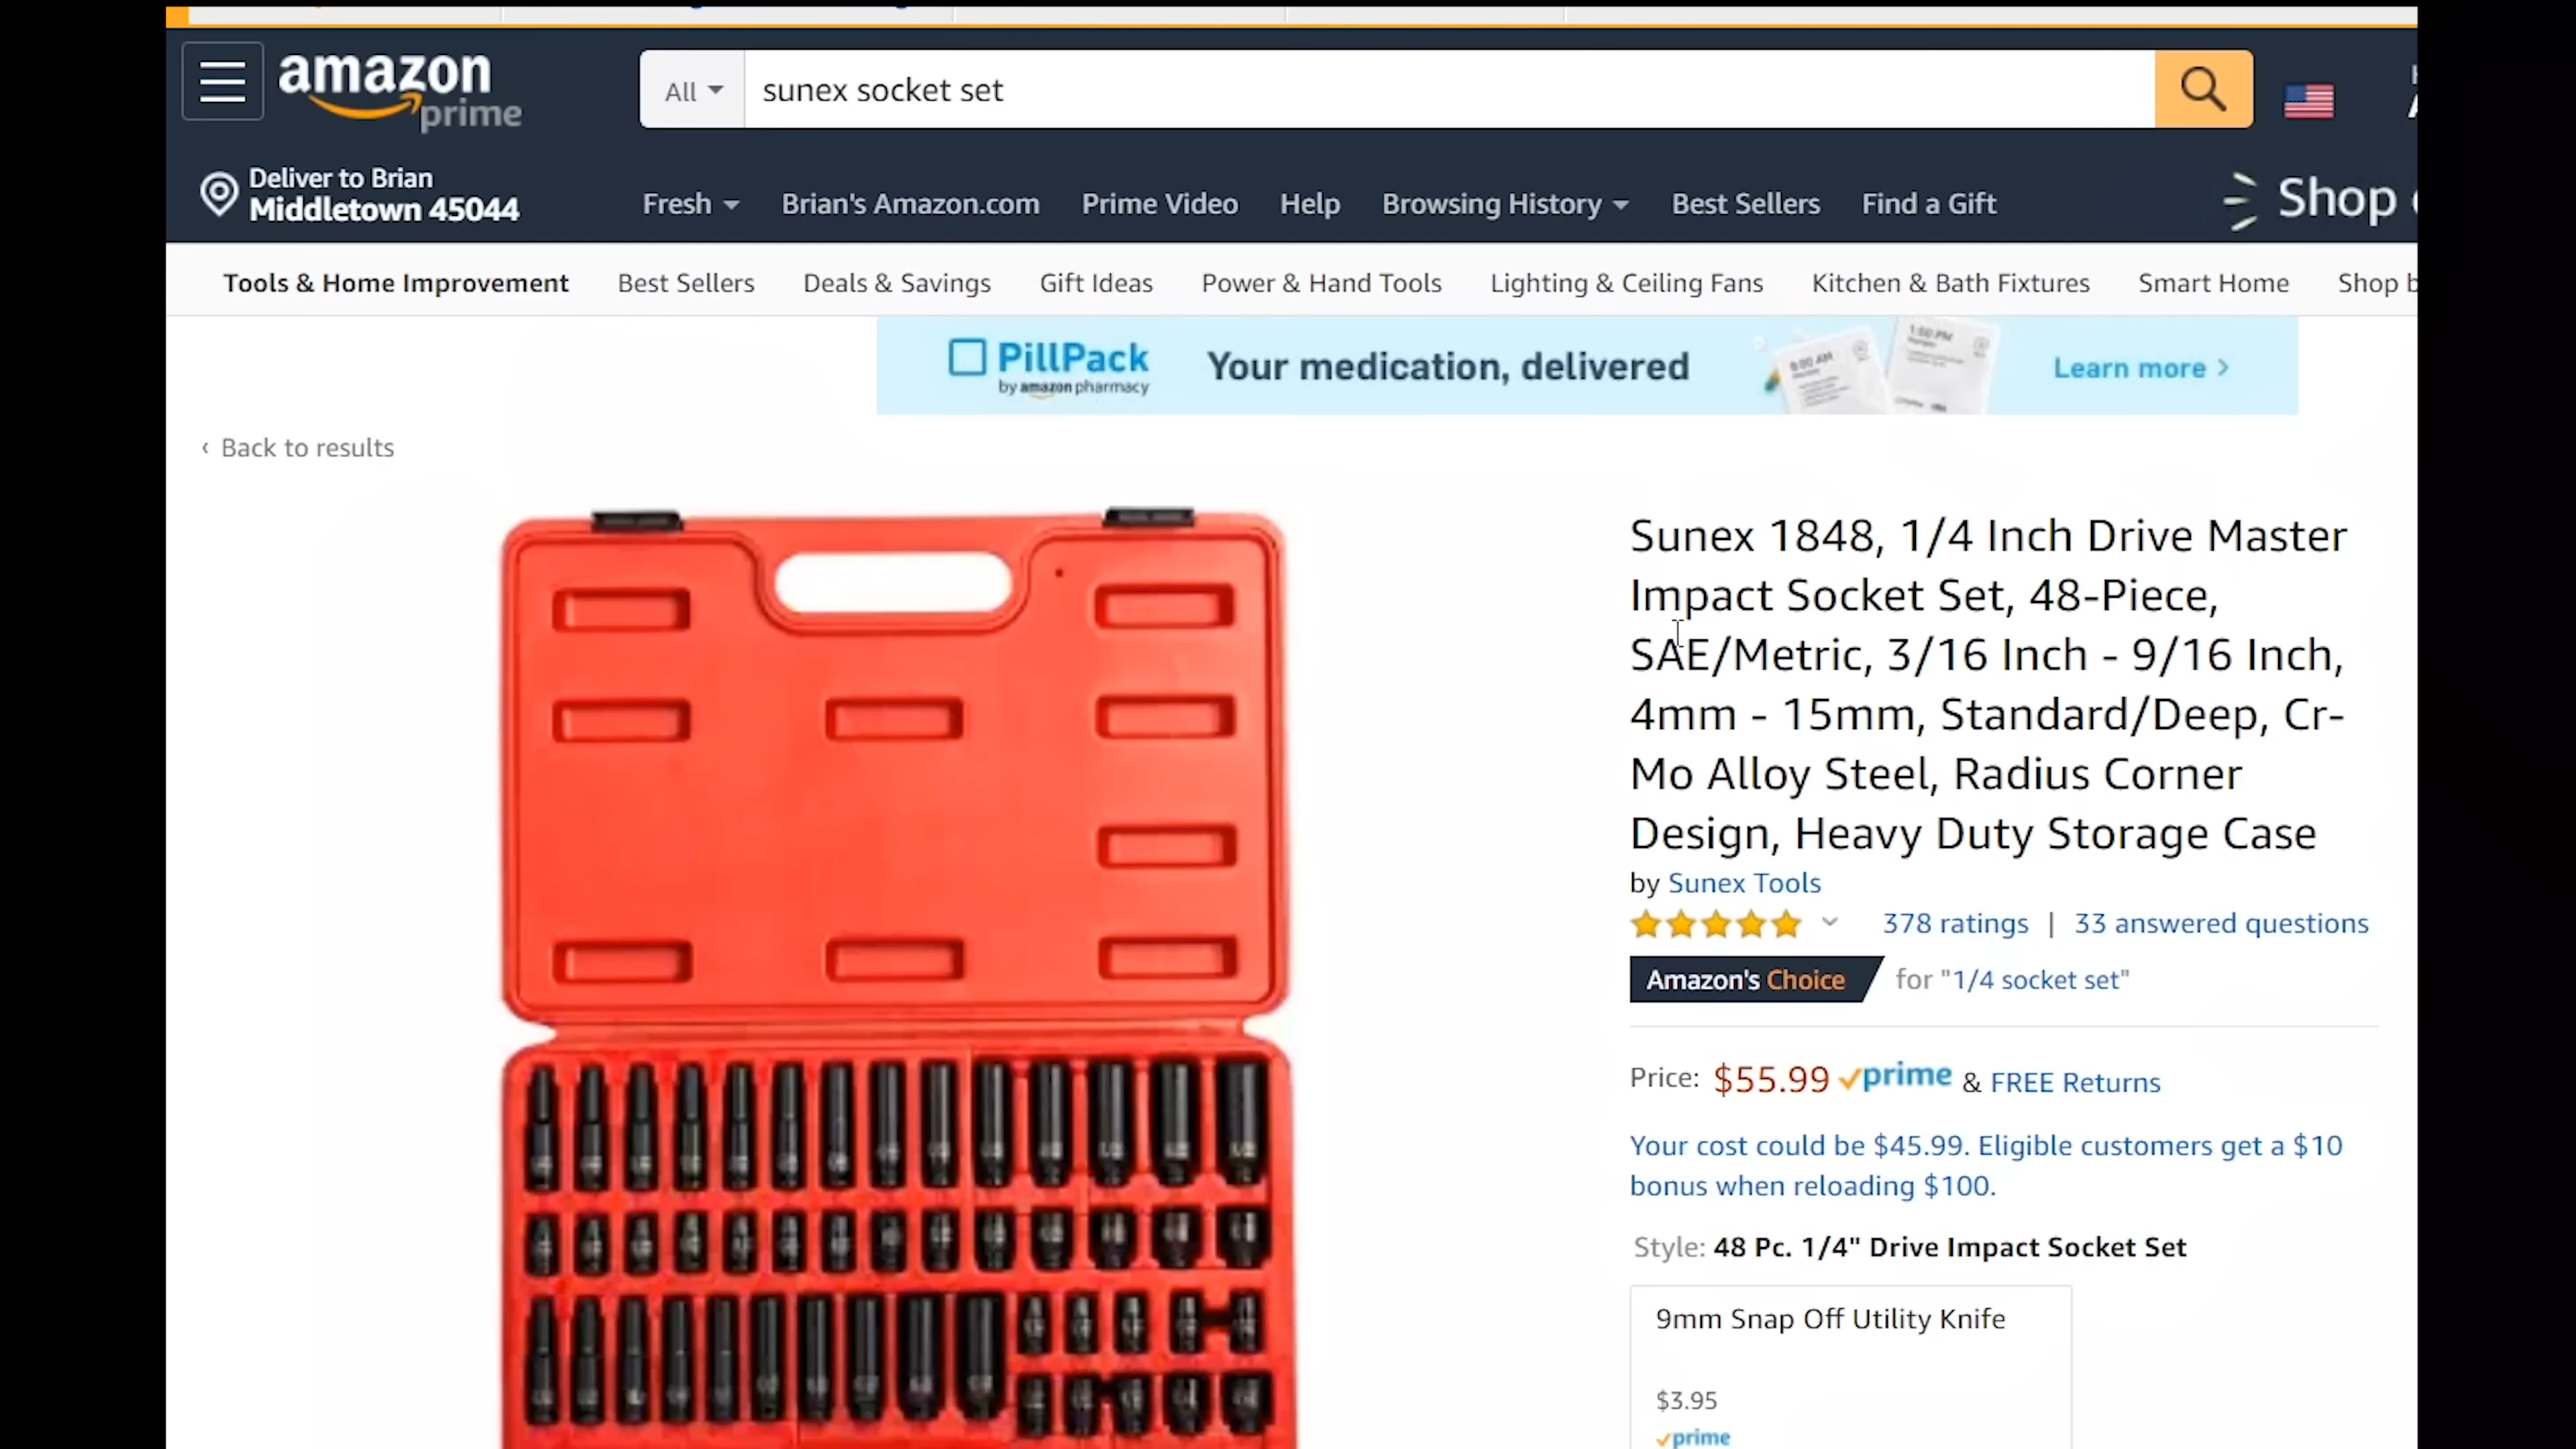 amazon
prime
All
sunex socket set
Deliver to Brian
Middletown 45044
Fresh
Brian's Amazon.com
Prime Video
Help
Browsing History
Best Sellers
Find a Gift
Shop
Tools & Home Improvement
Best Sellers
Deals & Savings
Gift Ideas
Power & Hand Tools
Lighting & Ceiling Fans
Kitchen & Bath Fixtures
Smart Home
Shop b
PillPack
by amazon pharmacy
Your medication, delivered
Learn more >
‹ Back to results
Sunex 1848, 1/4 Inch Drive Master
Impact Socket Set, 48-Piece,
SAE/Metric, 3/16 Inch - 9/16 Inch,
4mm - 15mm, Standard/Deep, Cr-
Mo Alloy Steel, Radius Corner
Design, Heavy Duty Storage Case
by Sunex Tools
378 ratings | 33 answered questions
Amazon's Choice for "1/4 socket set"
Price: $55.99 prime & FREE Returns
Your cost could be $45.99. Eligible customers get a $10
bonus when reloading $100.
Style: 48 Pc. 1/4" Drive Impact Socket Set
9mm Snap Off Utility Knife
$3.95
prime